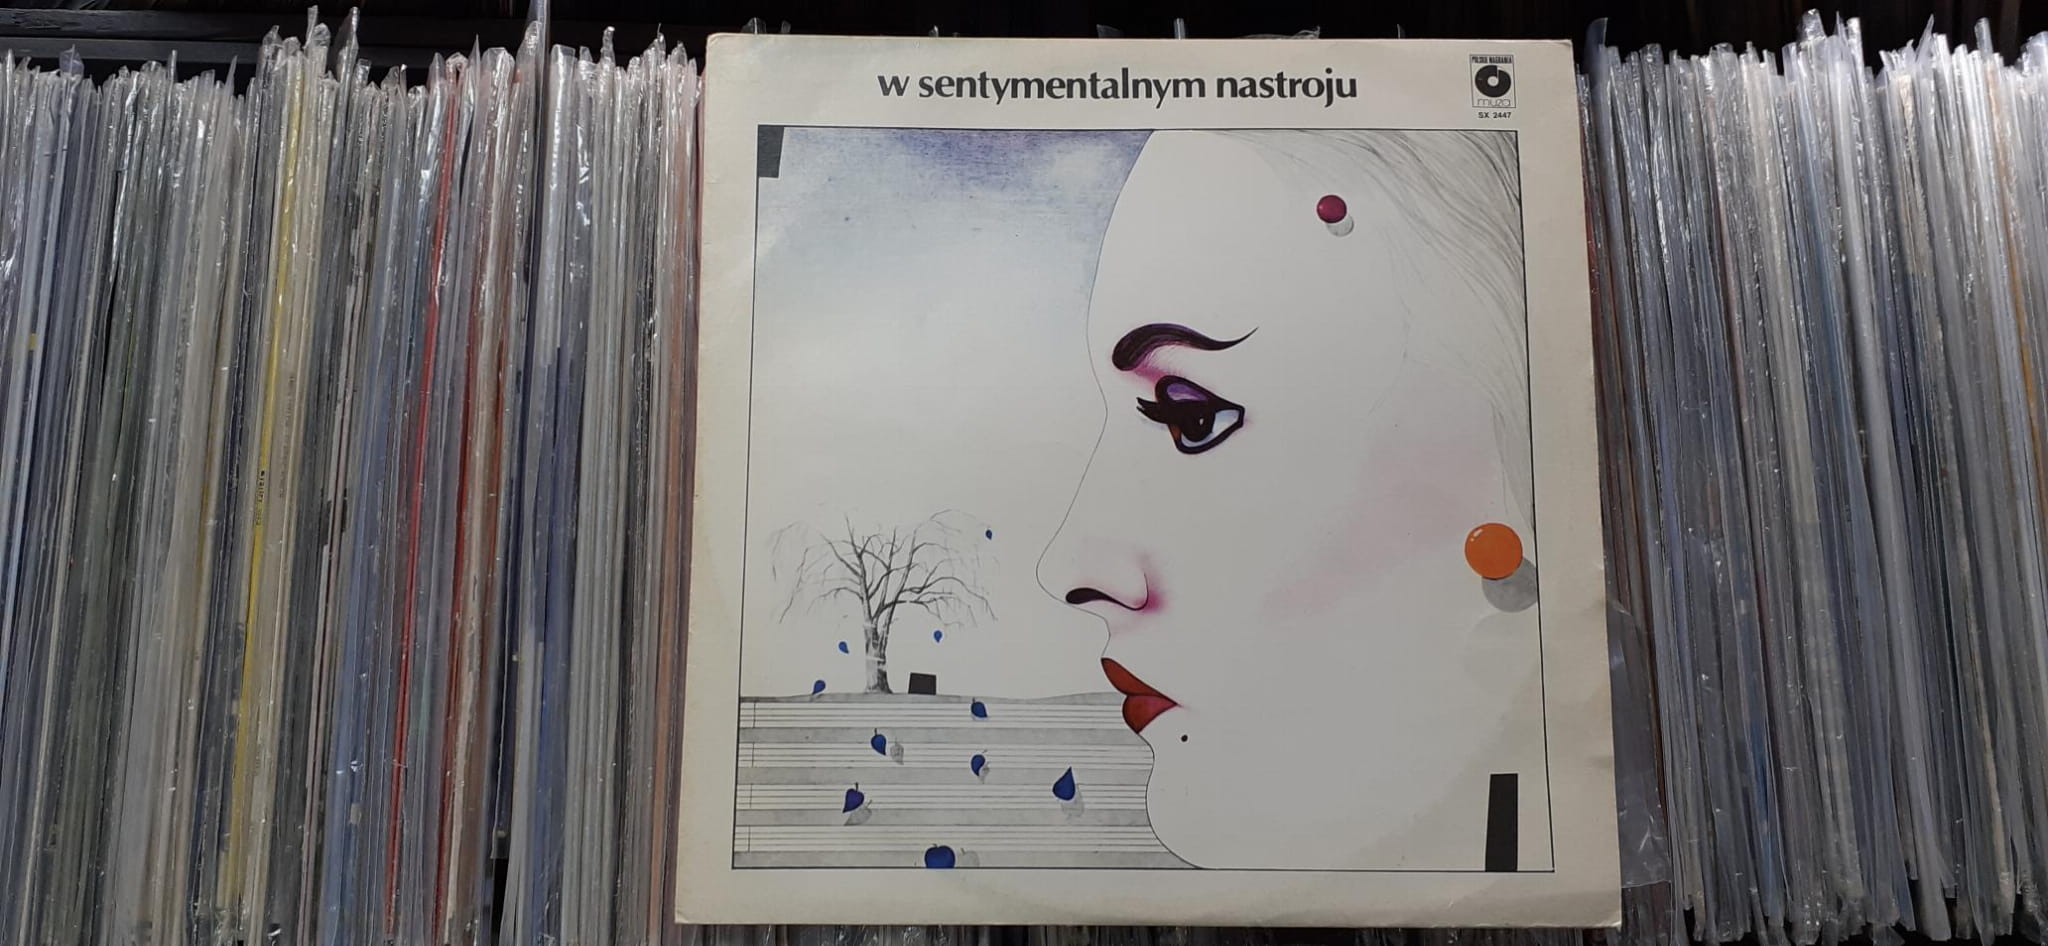 w sentymentalnym nastroju
POLSKIE NAGRANIA
muza
SX 2447